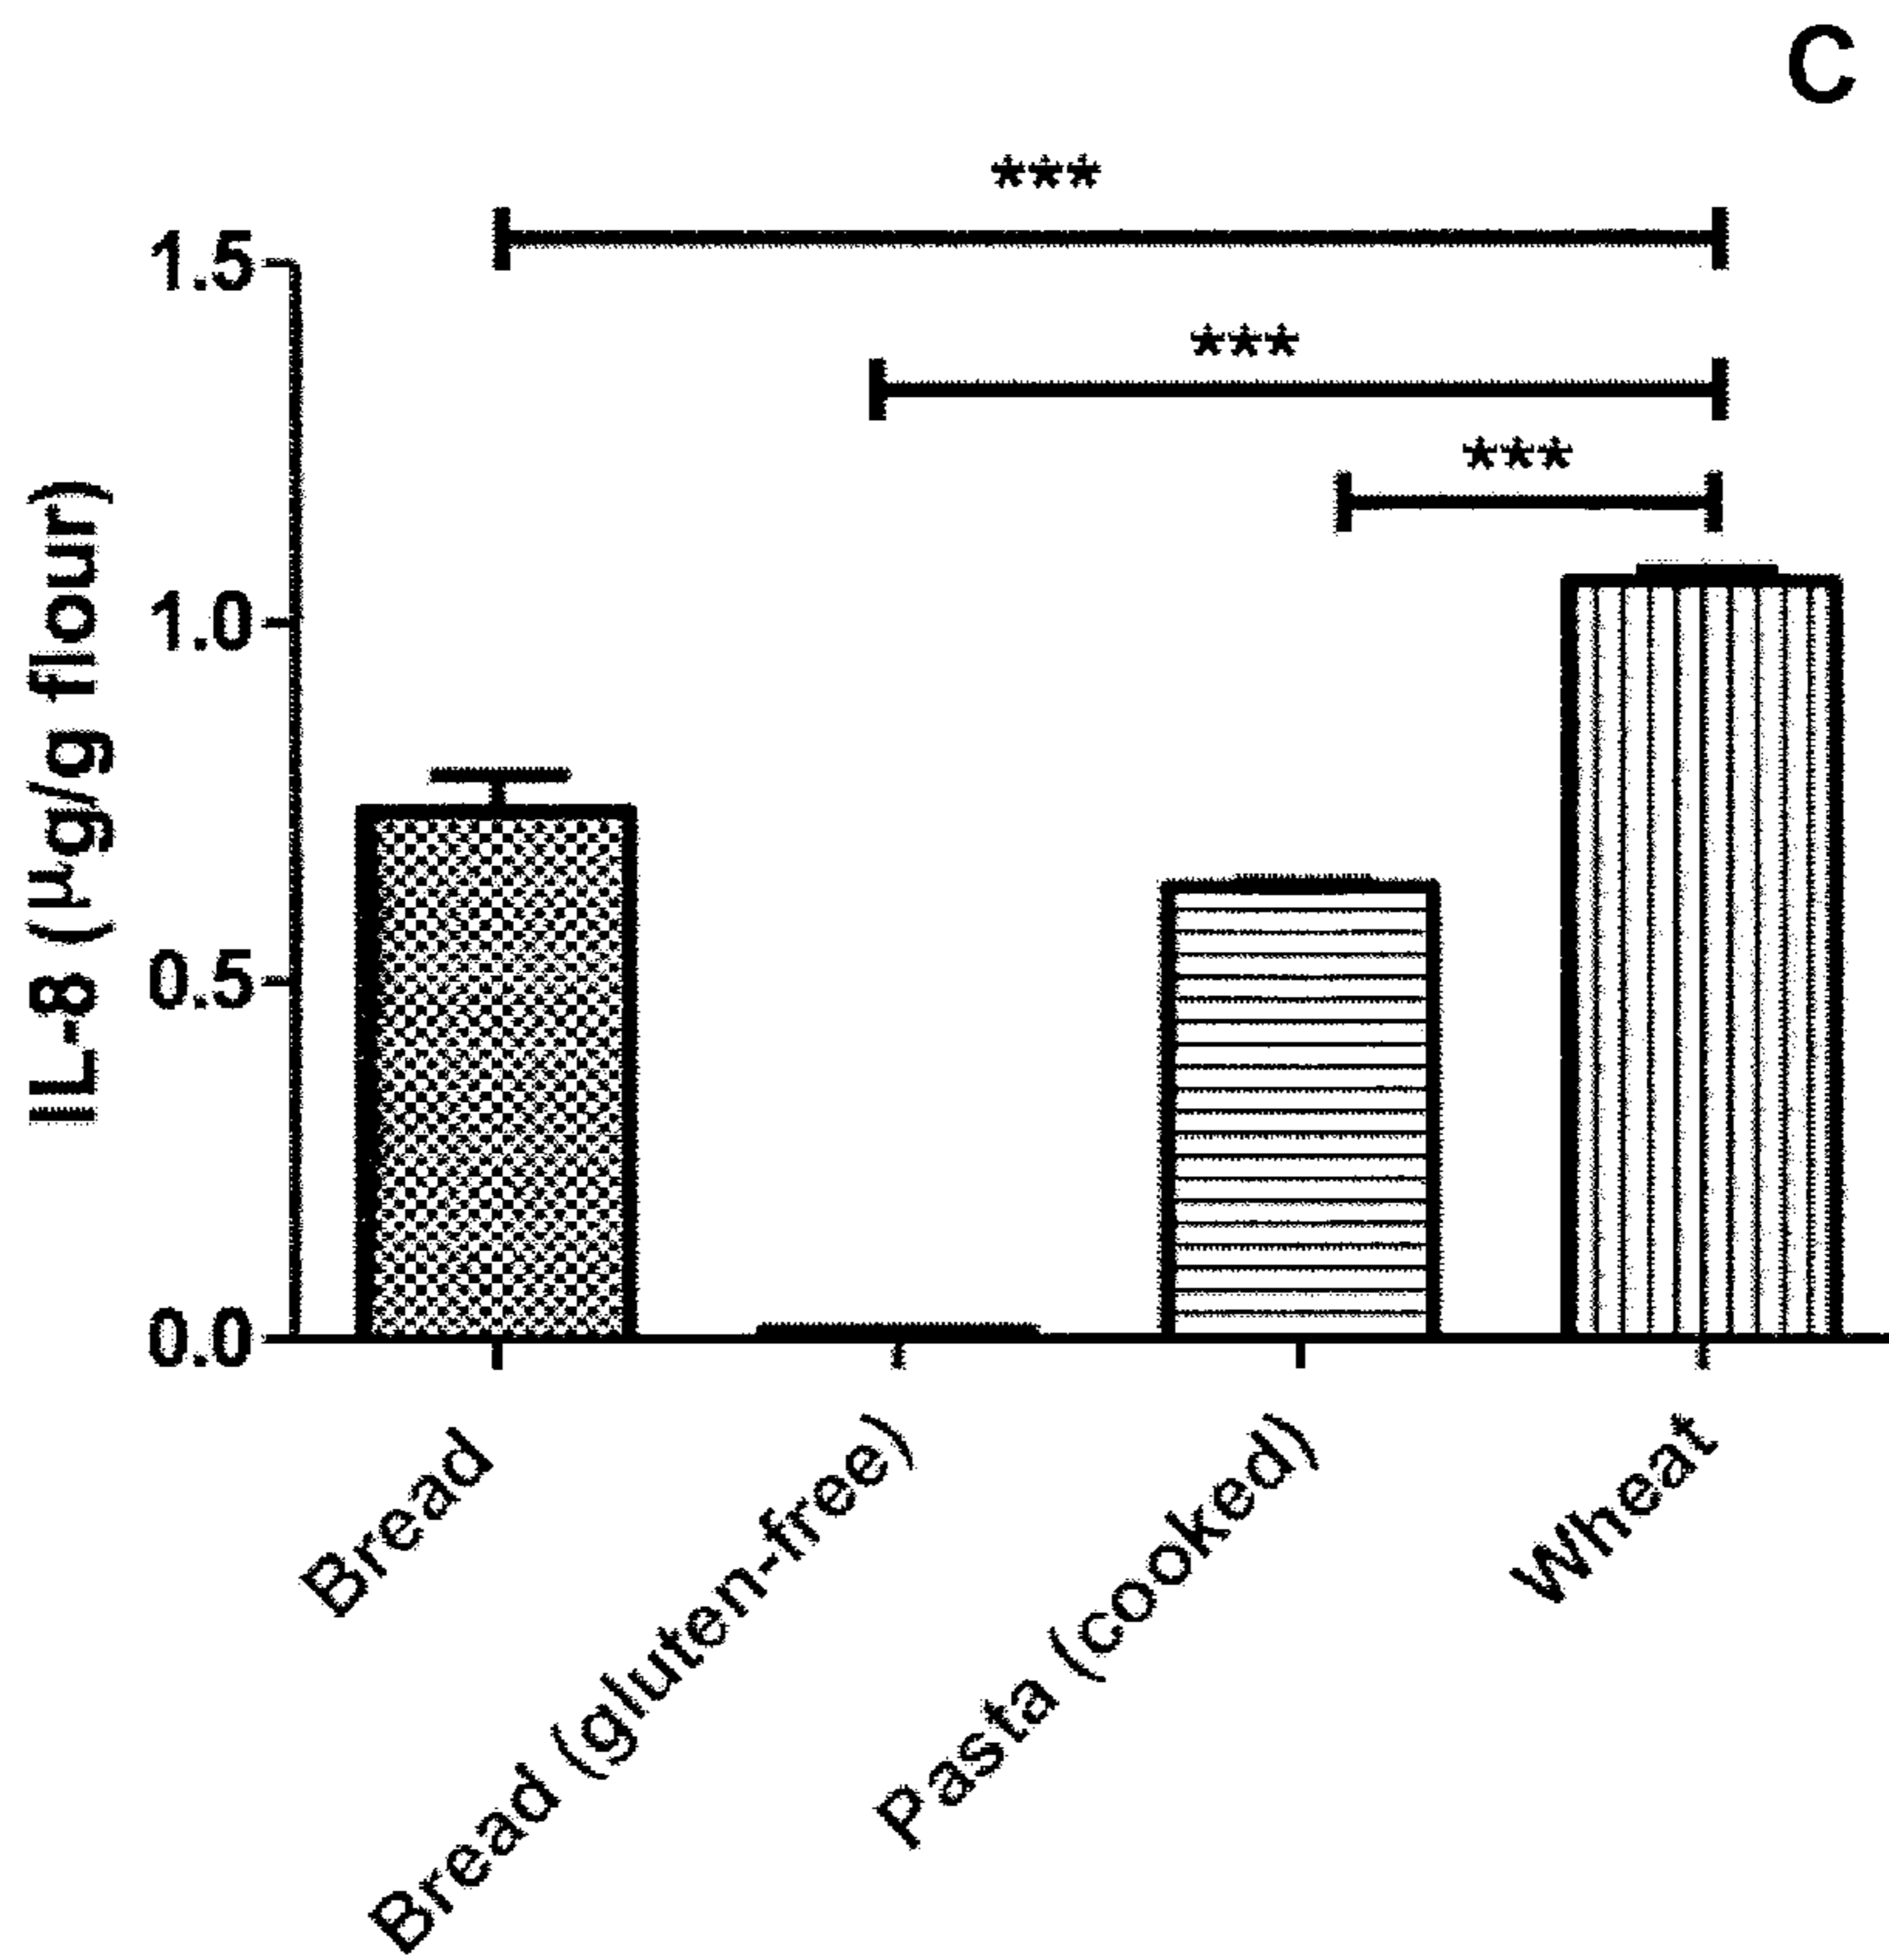 C
***
***
***
1.5
1.0
0.5
0.0
IL-8 (µg/g flour)
Bread
Bread (gluten-free)
Pasta (cooked)
Wheat